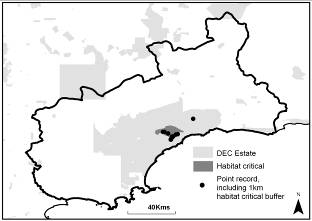 DEC Estate
Habitat critical
Point record,
including 1km
habitat critical buffer
40Kms
N